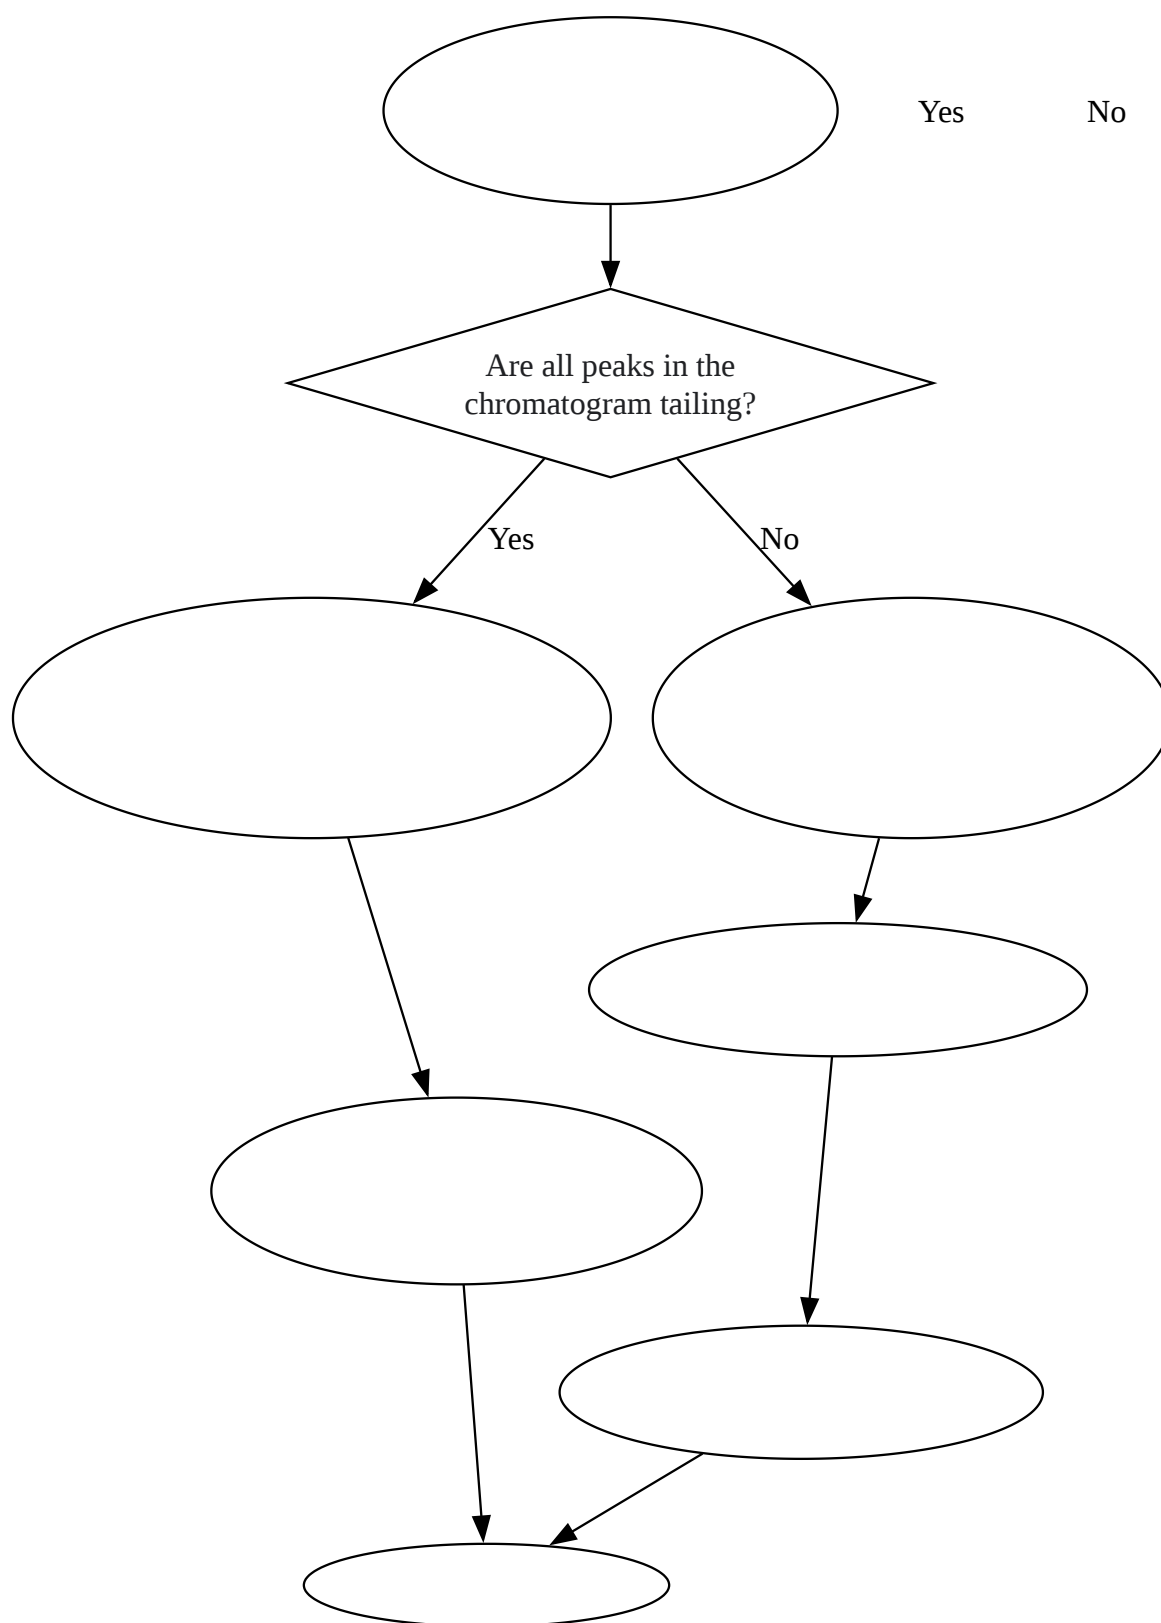 Yes
No
Are all peaks in the
chromatogram tailing?
Yes
No